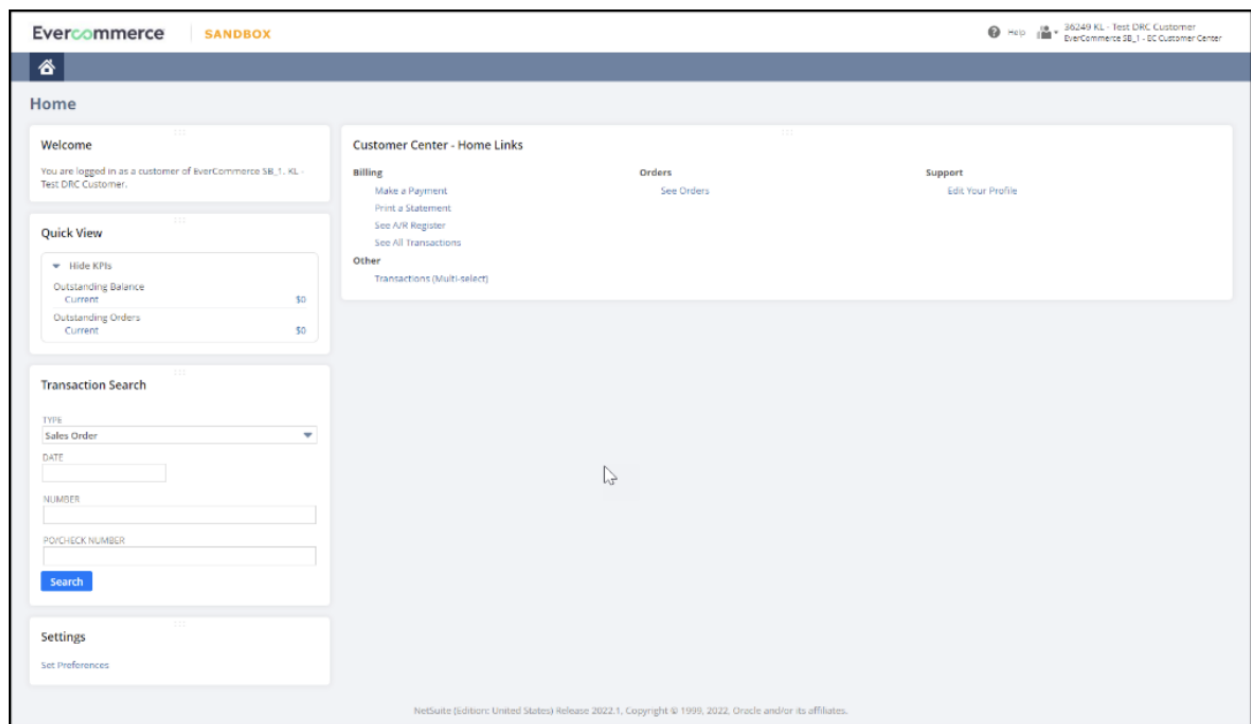 Evercommerce
SANDBOX
Help
36249 KL - Test DRC Customer
EverCommerce SB_1 - EC Customer Center
Home
Welcome
You are logged in as a customer of EverCommerce SB_1. KL -
Test DRC Customer.
Quick View
Hide KPIs
Outstanding Balance
Current $0
Outstanding Orders
Current $0
Transaction Search
TYPE
Sales Order
DATE
NUMBER
PO/CHECK NUMBER
Search
Settings
Set Preferences
Customer Center - Home Links
Billing
Make a Payment
Print a Statement
See A/R Register
See All Transactions
Other
Transactions (Multi-select)
Orders
See Orders
Support
Edit Your Profile
NetSuite (Edition: United States) Release 2022.1, Copyright © 1999, 2022, Oracle and/or its affiliates.